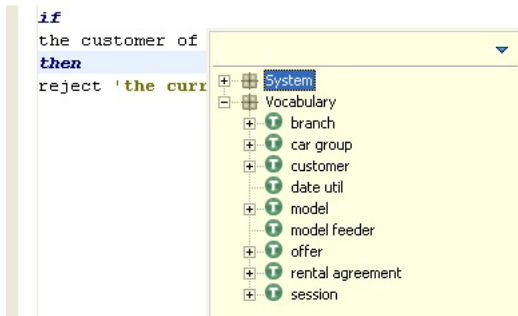 if
the customer of
then
reject 'the curr
System
Vocabulary
branch
car group
customer
date util
model
model feeder
offer
rental agreement
session